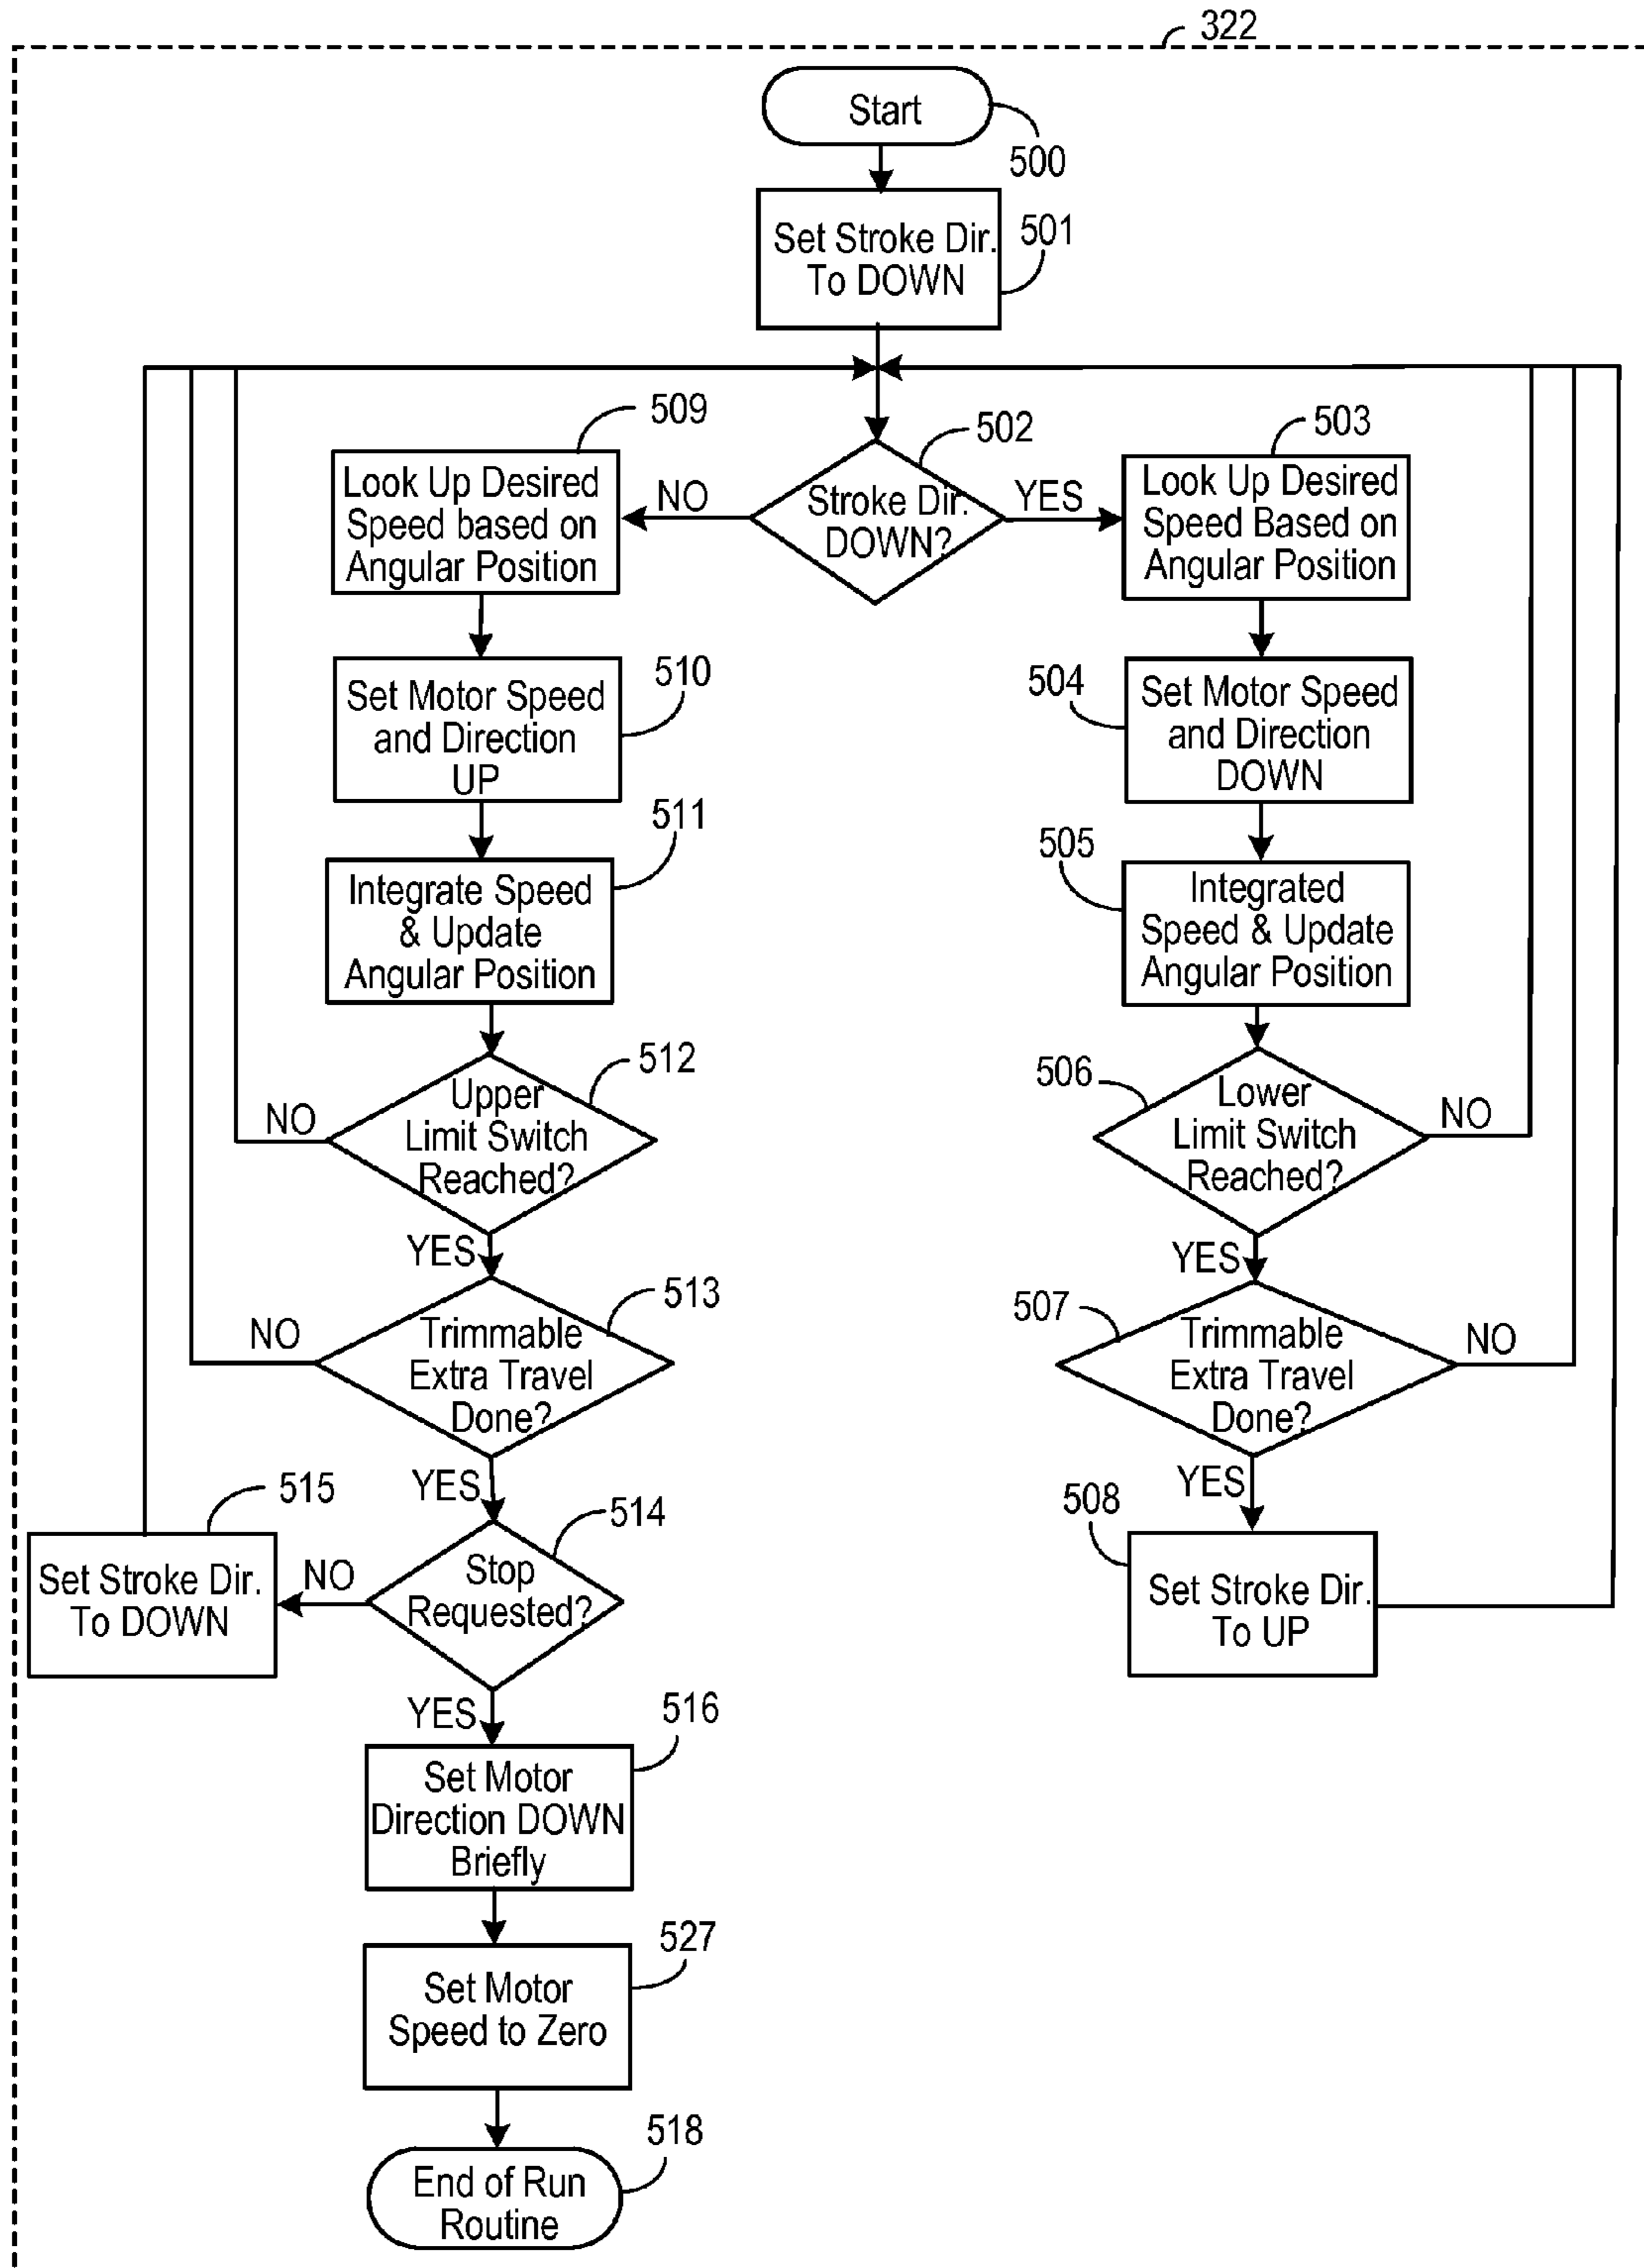 322
Start
500
Set Stroke Dir.
To DOWN
501
502
Stroke Dir.
DOWN?
NO
YES
509
Look Up Desired
Speed based on
Angular Position
510
Set Motor Speed
and Direction
UP
511
Integrate Speed
& Update
Angular Position
512
Upper
Limit Switch
Reached?
NO
YES
513
Trimmable
Extra Travel
Done?
NO
YES
514
Stop
Requested?
NO
515
Set Stroke Dir.
To DOWN
YES
516
Set Motor
Direction DOWN
Briefly
527
Set Motor
Speed to Zero
518
End of Run
Routine
503
Look Up Desired
Speed Based on
Angular Position
504
Set Motor Speed
and Direction
DOWN
505
Integrated
Speed & Update
Angular Position
506
Lower
Limit Switch
Reached?
NO
YES
507
Trimmable
Extra Travel
Done?
NO
YES
508
Set Stroke Dir.
To UP